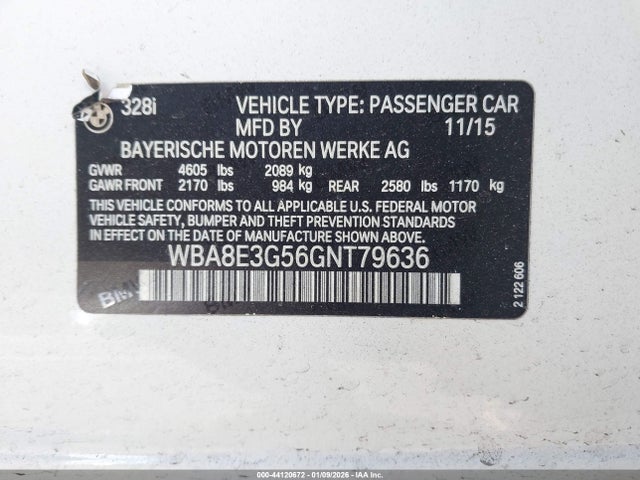 328i VEHICLE TYPE: PASSENGER CAR
MFD BY 11/15
BAYERISCHE MOTOREN WERKE AG
GVWR 4605 lbs 2089 kg
GAWR FRONT 2170 lbs 984 kg REAR 2580 lbs 1170 kg
THIS VEHICLE CONFORMS TO ALL APPLICABLE U.S. FEDERAL MOTOR
VEHICLE SAFETY, BUMPER AND THEFT PREVENTION STANDARDS
IN EFFECT ON THE DATE OF MANUFACTURE SHOWN ABOVE.
WBA8E3G56GNT79636
BMW
2 122 606
000-44120672 - 01/09/2026 - IAA Inc.